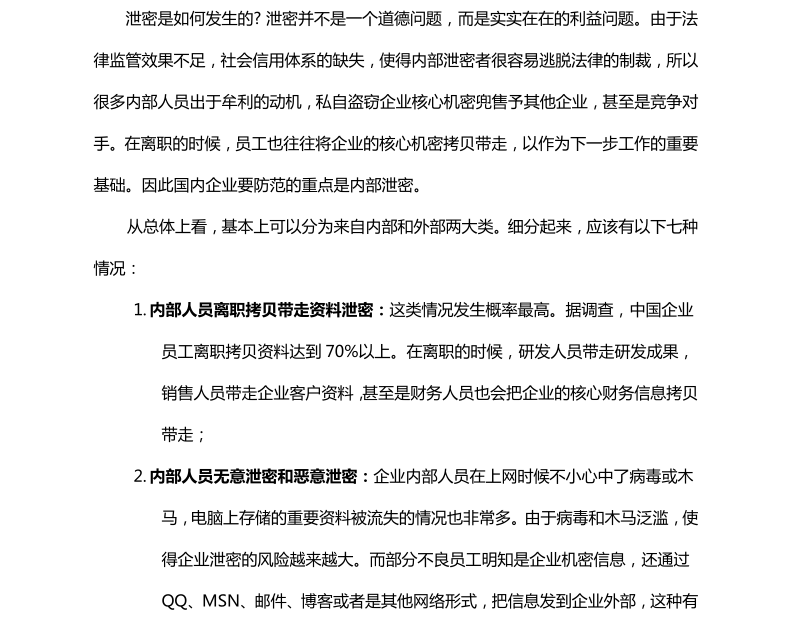 泄密是如何发生的? 泄密并不是一个道德问题，而是实实在在的利益问题。由于法
律监管效果不足，社会信用体系的缺失，使得内部泄密者很容易逃脱法律的制裁，所以
很多内部人员出于牟利的动机，私自盗窃企业核心机密兜售予其他企业，甚至是竞争对
手。在离职的时候，员工也往往将企业的核心机密拷贝带走，以作为下一步工作的重要
基础。因此国内企业要防范的重点是内部泄密。
从总体上看，基本上可以分为来自内部和外部两大类。细分起来，应该有以下七种
情况：
1. 内部人员离职拷贝带走资料泄密：这类情况发生概率最高。据调查，中国企业
员工离职拷贝资料达到 70%以上。在离职的时候，研发人员带走研发成果，
销售人员带走企业客户资料，甚至是财务人员也会把企业的核心财务信息拷贝
带走；
2. 内部人员无意泄密和恶意泄密：企业内部人员在上网时候不小心中了病毒或木
马，电脑上存储的重要资料被流失的情况也非常多。由于病毒和木马泛滥，使
得企业泄密的风险越来越大。而部分不良员工明知是企业机密信息，还通过
QQ、MSN、邮件、博客或者是其他网络形式，把信息发到企业外部，这种有